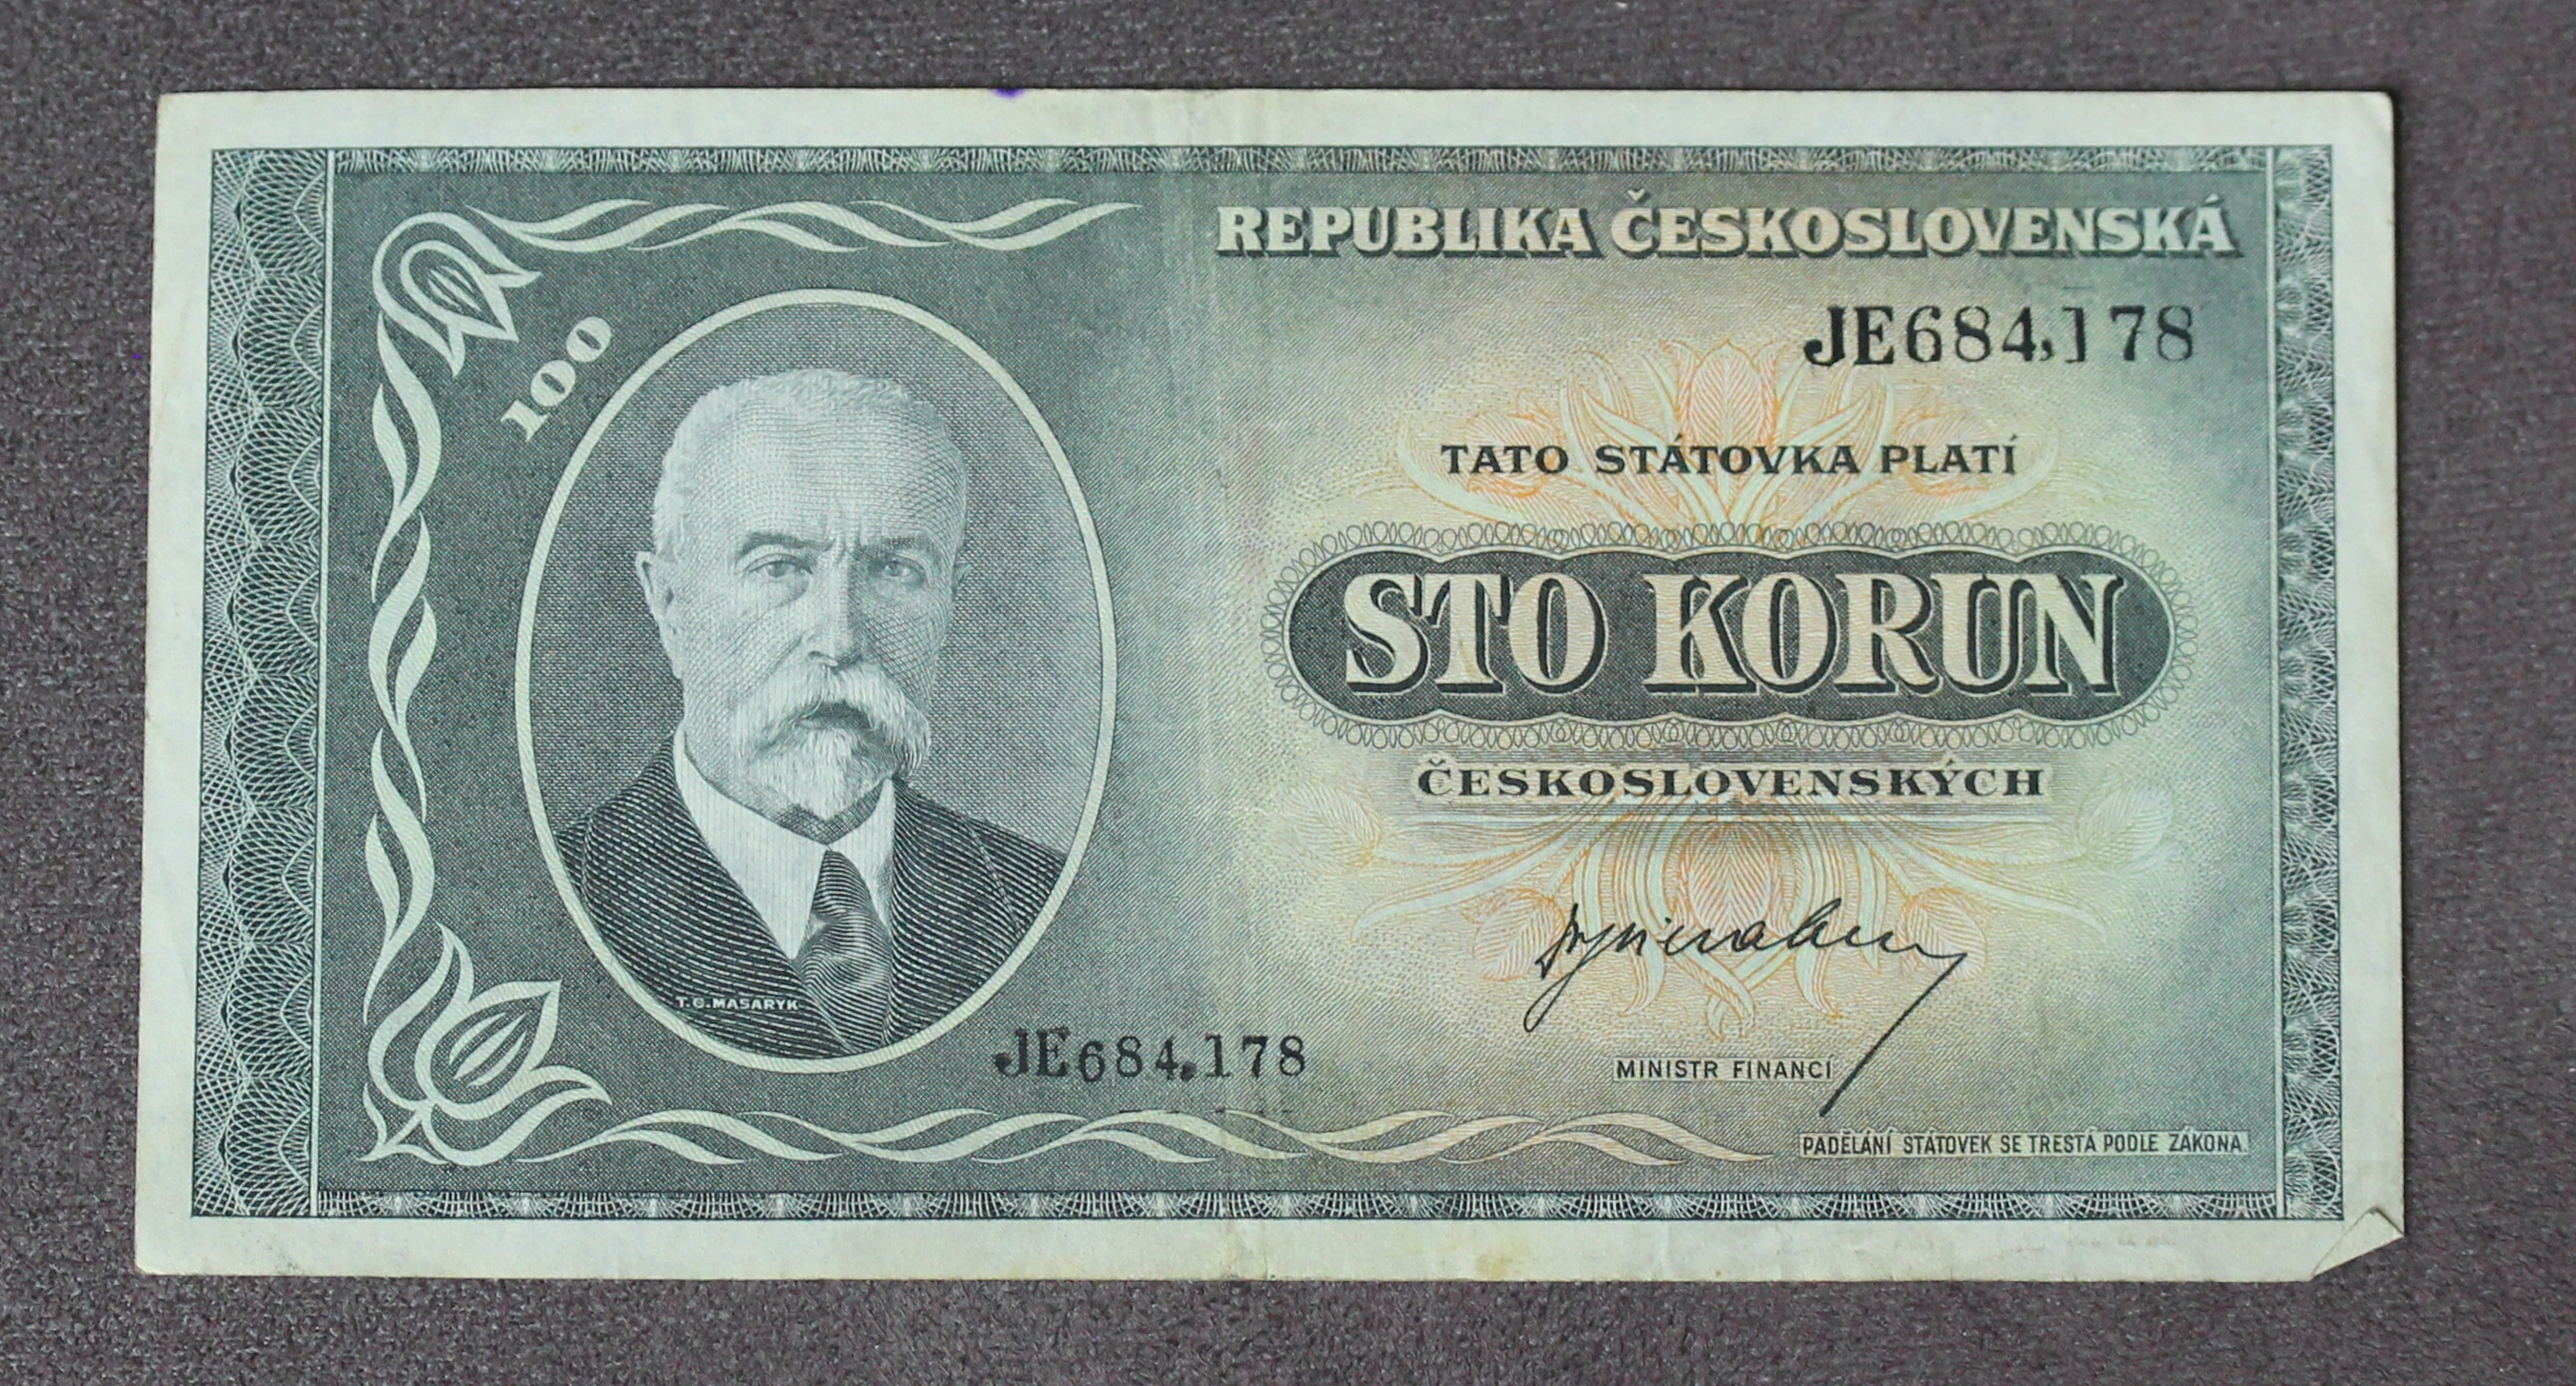 REPUBLIKA ČESKOSLOVENSKÁ
JE684,178
100
TATO STÁTOVKA PLATÍ
STO KORUN
ČESKOSLOVENSKÝCH
T.G.MASARYK
JE684,178
MINISTR FINANCÍ
PADĚLÁNÍ STÁTOVEK SE TRESTÁ PODLE ZÁKONA.